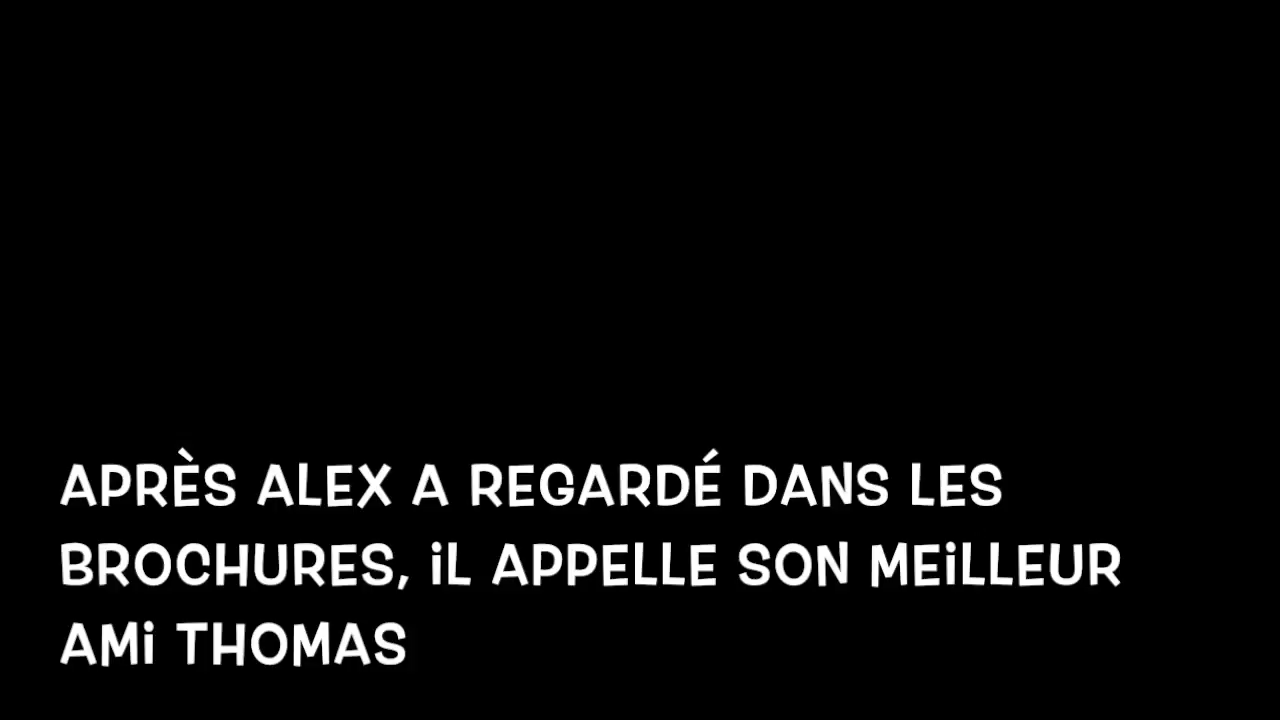 APRÈS ALEX A REGARDÉ DANS LES
BROCHURES, iL APPELLE SON MEiLLEUR
AMi THOMAS